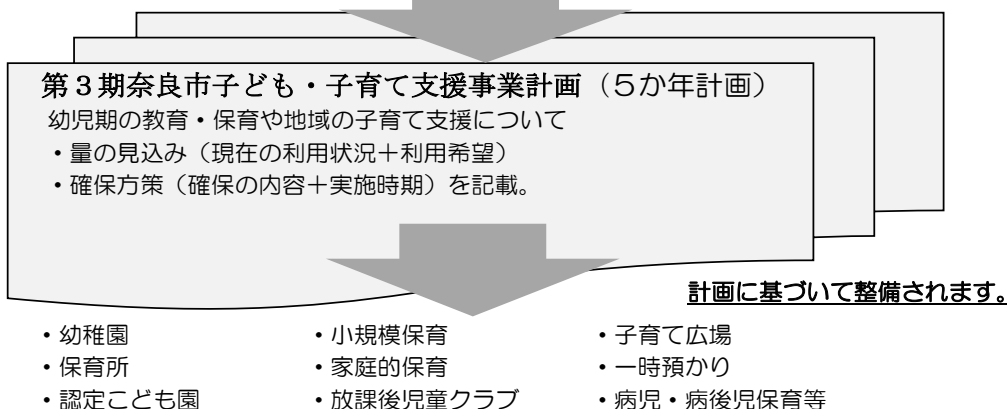 第3期奈良市子ども・子育て支援事業計画（5か年計画）
幼児期の教育・保育や地域の子育て支援について
・量の見込み（現在の利用状況＋利用希望）
・確保方策（確保の内容＋実施時期）を記載。
計画に基づいて整備されます。
・幼稚園 ・小規模保育 ・子育て広場
・保育所 ・家庭的保育 ・一時預かり
・認定こども園 ・放課後児童クラブ ・病児・病後児保育等